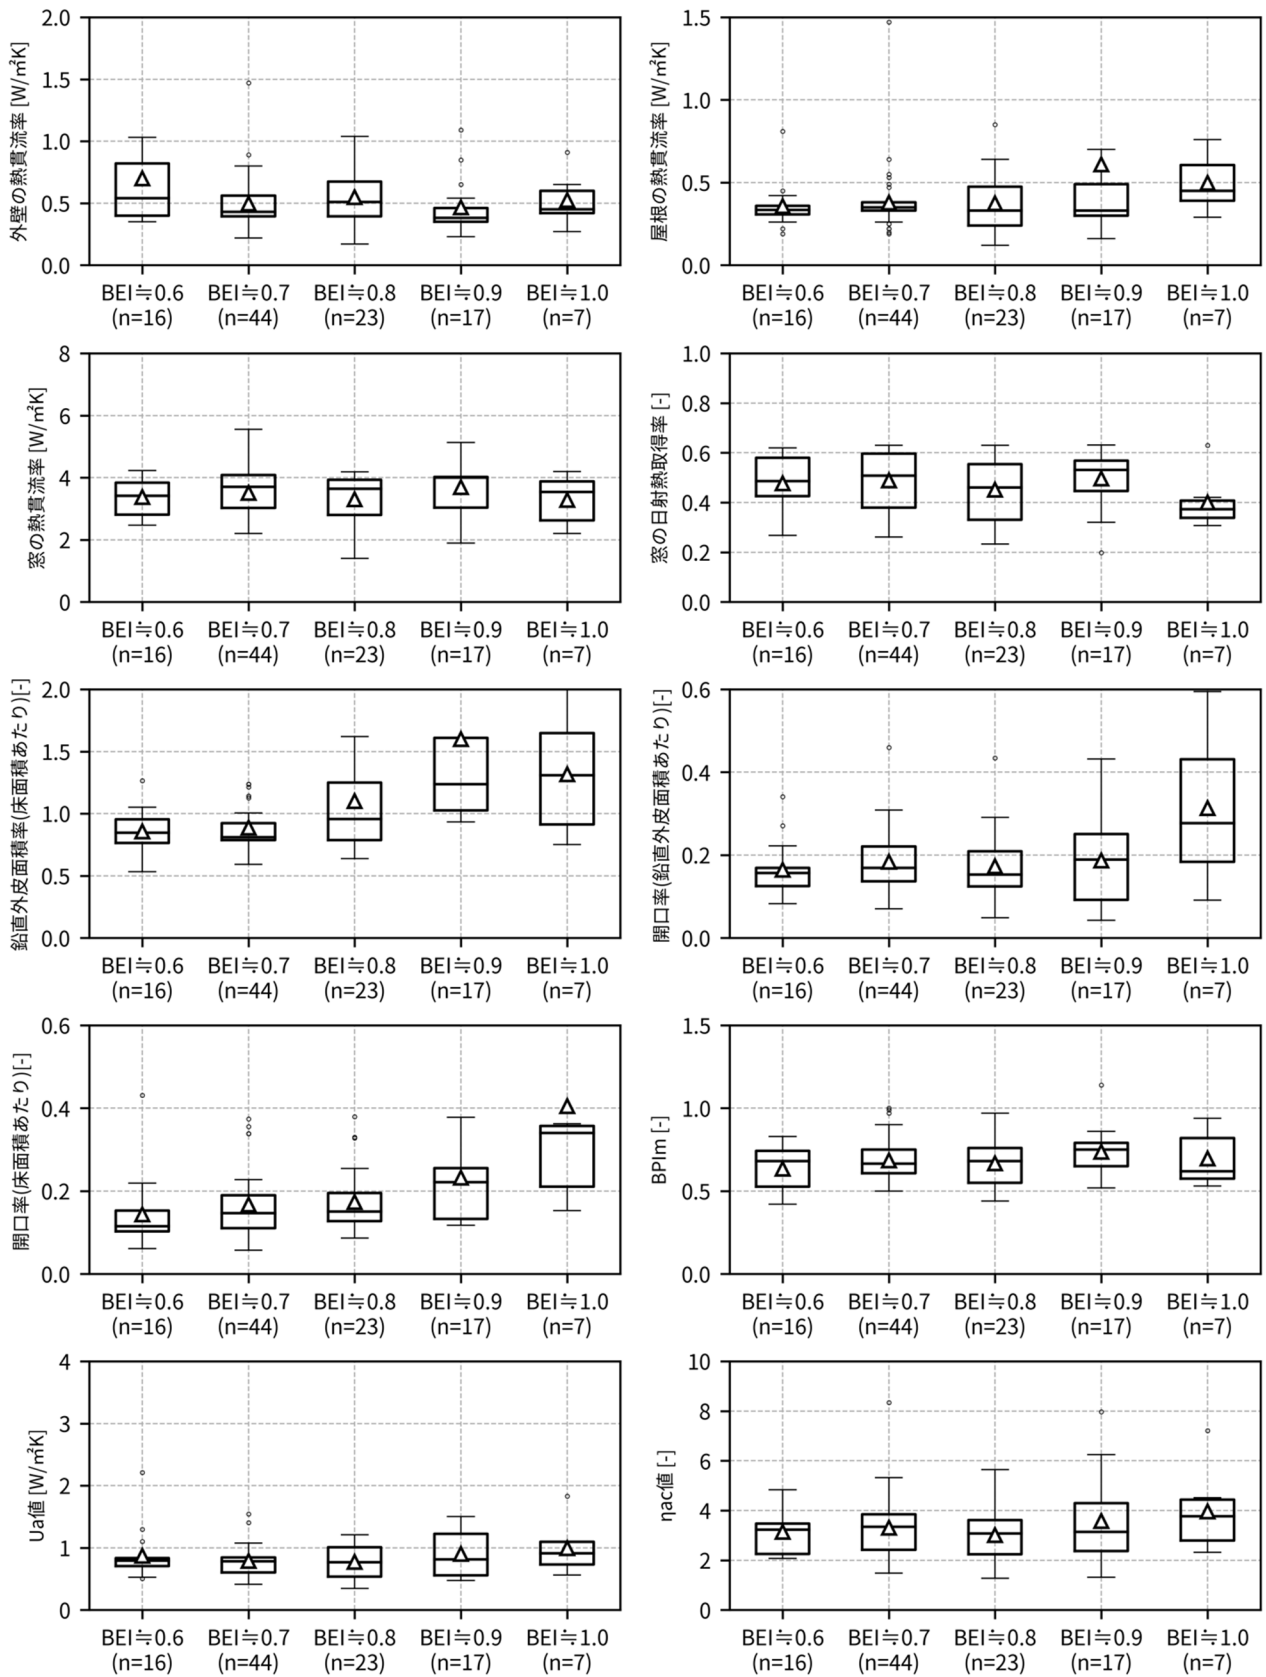 外壁の熱貫流率 [W/㎡K]
2.0
1.5
1.0
0.5
0.0
BEI≒0.6 BEI≒0.7 BEI≒0.8 BEI≒0.9 BEI≒1.0
(n=16) (n=44) (n=23) (n=17) (n=7)
屋根の熱貫流率 [W/㎡K]
1.5
1.0
0.5
0.0
BEI≒0.6 BEI≒0.7 BEI≒0.8 BEI≒0.9 BEI≒1.0
(n=16) (n=44) (n=23) (n=17) (n=7)
窓の熱貫流率 [W/㎡K]
8
6
4
2
0
BEI≒0.6 BEI≒0.7 BEI≒0.8 BEI≒0.9 BEI≒1.0
(n=16) (n=44) (n=23) (n=17) (n=7)
窓の日射熱取得率 [-]
1.0
0.8
0.6
0.4
0.2
0.0
BEI≒0.6 BEI≒0.7 BEI≒0.8 BEI≒0.9 BEI≒1.0
(n=16) (n=44) (n=23) (n=17) (n=7)
鉛直外皮面積率(床面積あたり)[-]
2.0
1.5
1.0
0.5
0.0
BEI≒0.6 BEI≒0.7 BEI≒0.8 BEI≒0.9 BEI≒1.0
(n=16) (n=44) (n=23) (n=17) (n=7)
開口率(鉛直外皮面積あたり)[-]
0.6
0.4
0.2
0.0
BEI≒0.6 BEI≒0.7 BEI≒0.8 BEI≒0.9 BEI≒1.0
(n=16) (n=44) (n=23) (n=17) (n=7)
開口率(床面積あたり)[-]
0.6
0.4
0.2
0.0
BEI≒0.6 BEI≒0.7 BEI≒0.8 BEI≒0.9 BEI≒1.0
(n=16) (n=44) (n=23) (n=17) (n=7)
BPIm [-]
1.5
1.0
0.5
0.0
BEI≒0.6 BEI≒0.7 BEI≒0.8 BEI≒0.9 BEI≒1.0
(n=16) (n=44) (n=23) (n=17) (n=7)
Ua値 [W/㎡K]
4
3
2
1
0
BEI≒0.6 BEI≒0.7 BEI≒0.8 BEI≒0.9 BEI≒1.0
(n=16) (n=44) (n=23) (n=17) (n=7)
ηac値 [-]
10
8
6
4
2
0
BEI≒0.6 BEI≒0.7 BEI≒0.8 BEI≒0.9 BEI≒1.0
(n=16) (n=44) (n=23) (n=17) (n=7)